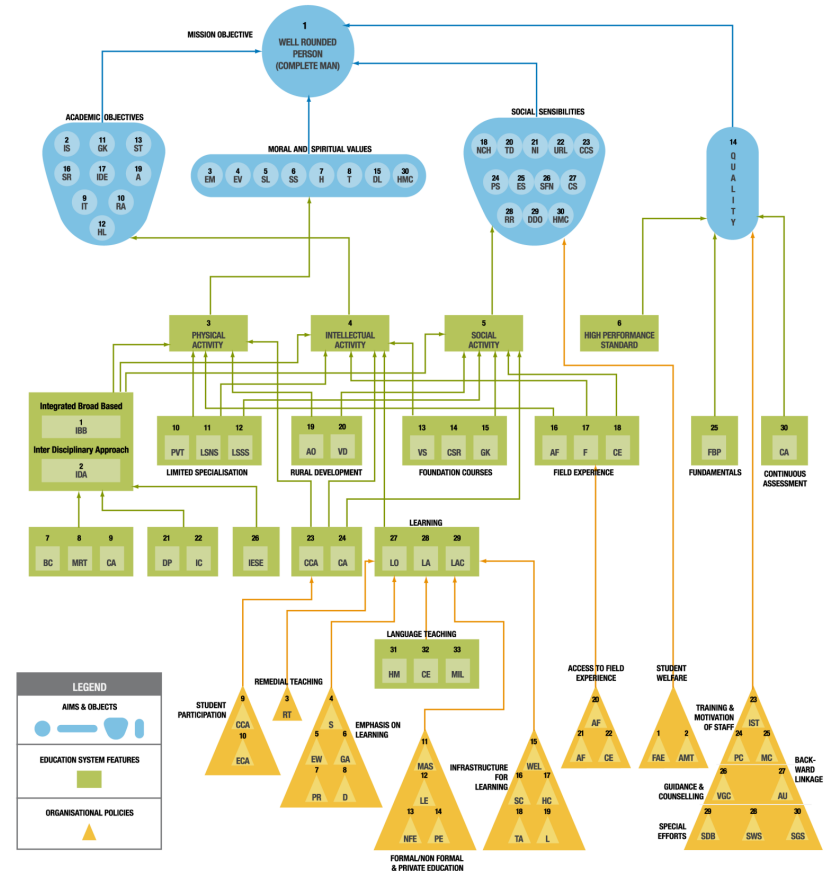 1
MISSION OBJECTIVE
WELL ROUNDED
PERSON
(COMPLETE MAN)
ACADEMIC OBJECTIVES
2 11 13
IS GK ST
16 17 19
SR IDE A
9 10
IT RA
12
HL
MORAL AND SPIRITUAL VALUES
3 4 5 6 7 8 15 30
EM EV SL SS H T DL HMC
SOCIAL SENSIBILITIES
18 20 21 22 23
NCH TD NI URL CCS
24 25 26 27
PS ES SFN CS
28 29 30
RR DDO HMC
14
Q
U
A
L
I
T
Y
3
PHYSICAL
ACTIVITY
4
INTELLECTUAL
ACTIVITY
5
SOCIAL
ACTIVITY
6
HIGH PERFORMANCE
STANDARD
Integrated Broad Based
1
IBB
Inter Disciplinary Approach
2
IDA
10 11 12
PVT LSNS LSSS
LIMITED SPECIALISATION
19 20
AO VD
RURAL DEVELOPMENT
13 14 15
VS CSR GK
FOUNDATION COURSES
16 17 18
AF F CE
FIELD EXPERIENCE
25
FBP
FUNDAMENTALS
30
CA
CONTINUOUS
ASSESSMENT
7 8 9
BC MRT CA
21 22
DP IC
26
IESE
23 24
CCA CA
LEARNING
27 28 29
LO LA LAC
LANGUAGE TEACHING
31 32 33
HM CE MIL
LEGEND
AIMS & OBJECTS
EDUCATION SYSTEM
FEATURES
ORGANISATIONAL POLICIES
STUDENT
PARTICIPATION
9
CCA
10
ECA
REMEDIAL TEACHING
3
RT
4
S
5 6
EW GA
7 8
PR D
EMPHASIS ON
LEARNING
11
MAS
12
LE
13 14
NFE PE
FORMAL/NON FORMAL
& PRIVATE EDUCATION
INFRASTRUCTURE
FOR
LEARNING
15
WEL
16 17
SC HC
18 19
TA L
ACCESS TO FIELD
EXPERIENCE
20
AF
21 22
AF CE
STUDENT
WELFARE
1 2
FAE AMT
TRAINING &
MOTIVATION
OF STAFF
23
IST
24 25
PC MC
BACK-
WARD
LINKAGE
GUIDANCE &
COUNSELLING
26 27
VGC AU
SPECIAL
EFFORTS
29 28 30
SDB SWS SGS